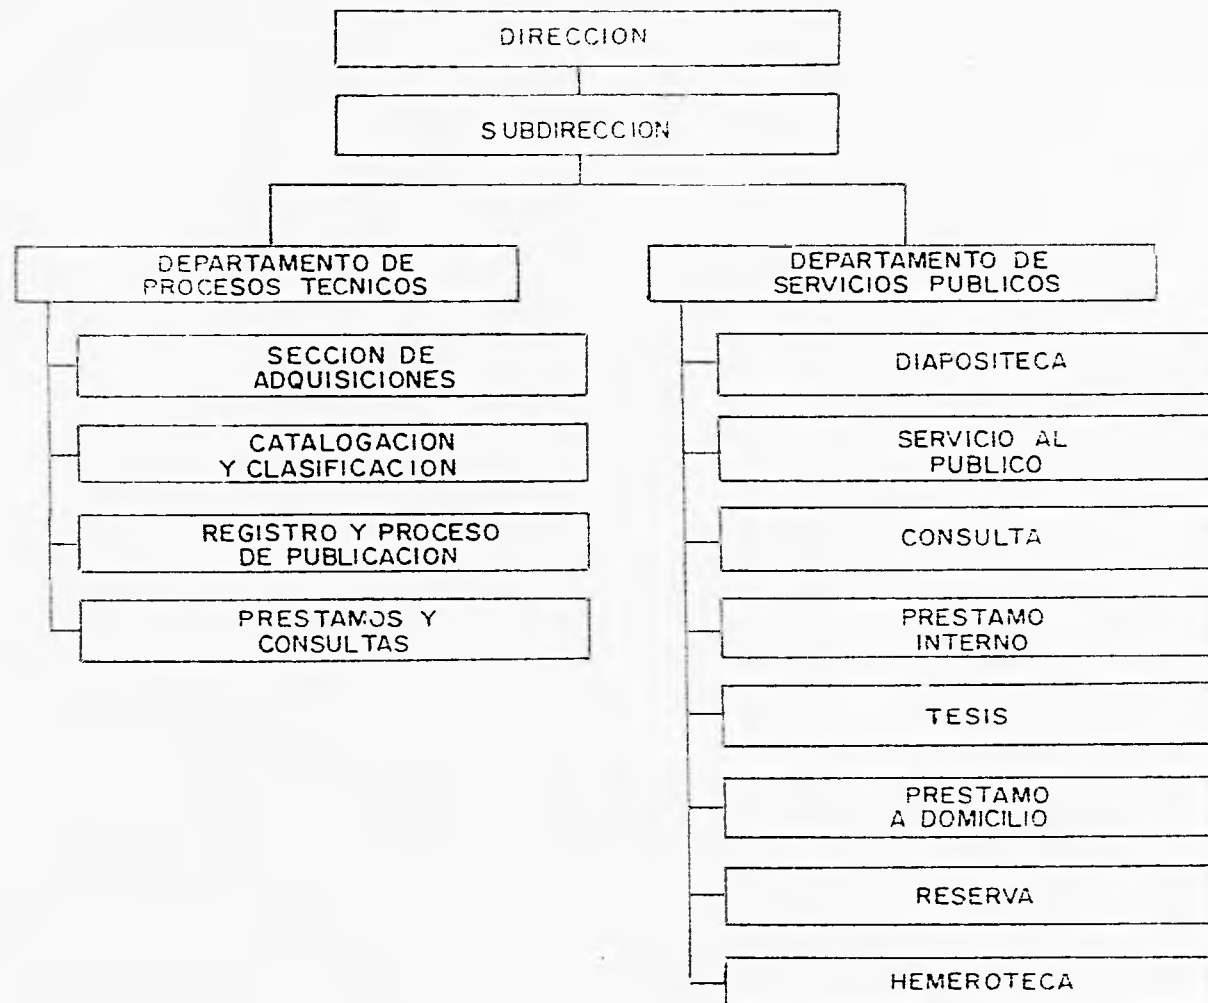 DIRECCION
SUBDIRECCION
DEPARTAMENTO DE
PROCESOS TECNICOS
SECCION DE
ADQUISICIONES
CATALOGACION
Y CLASIFICACION
REGISTRO Y PROCESO
DE PUBLICACION
PRESTAMOS Y
CONSULTAS
DEPARTAMENTO DE
SERVICIOS PUBLICOS
DIAPOSITECA
SERVICIO AL
PUBLICO
CONSULTA
PRESTAMO
INTERNO
TESIS
PRESTAMO
A DOMICILIO
RESERVA
HEMEROTECA